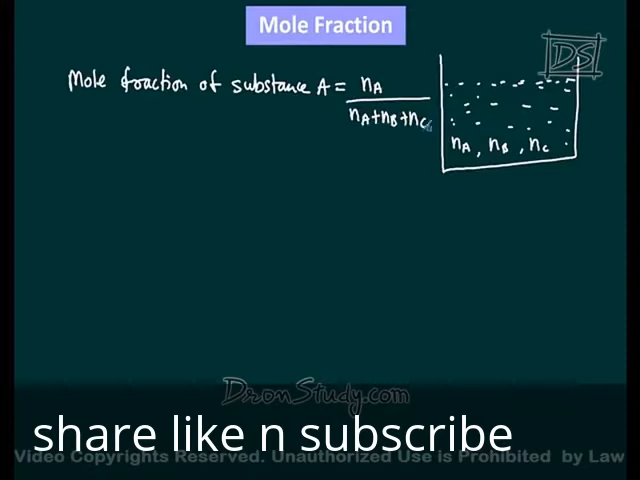 Mole Fraction
DS
Mole fraction of substance A = nA
nA+nB+nC
nA, nB, nC
DronStudy.com
share like n subscribe
Video Copyrights Reserved. Unauthorized Use is Prohibited by Law